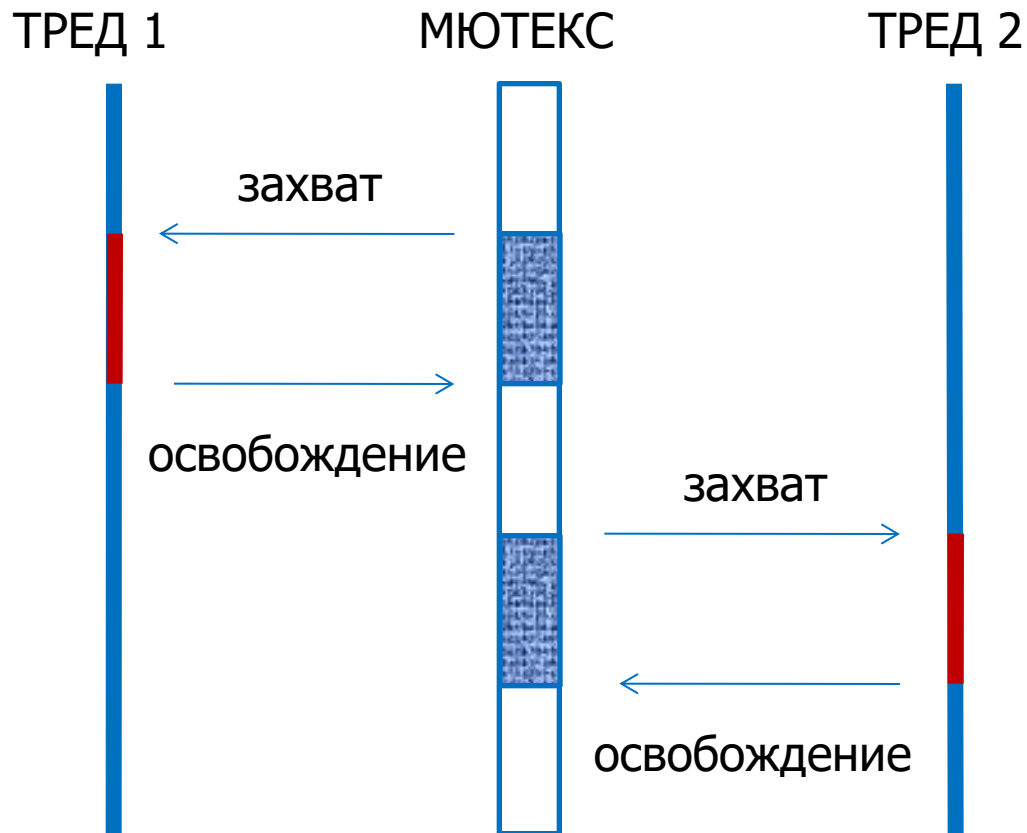 ТРЕД 1
МЮТЕКС
ТРЕД 2
захват
освобождение
захват
освобождение